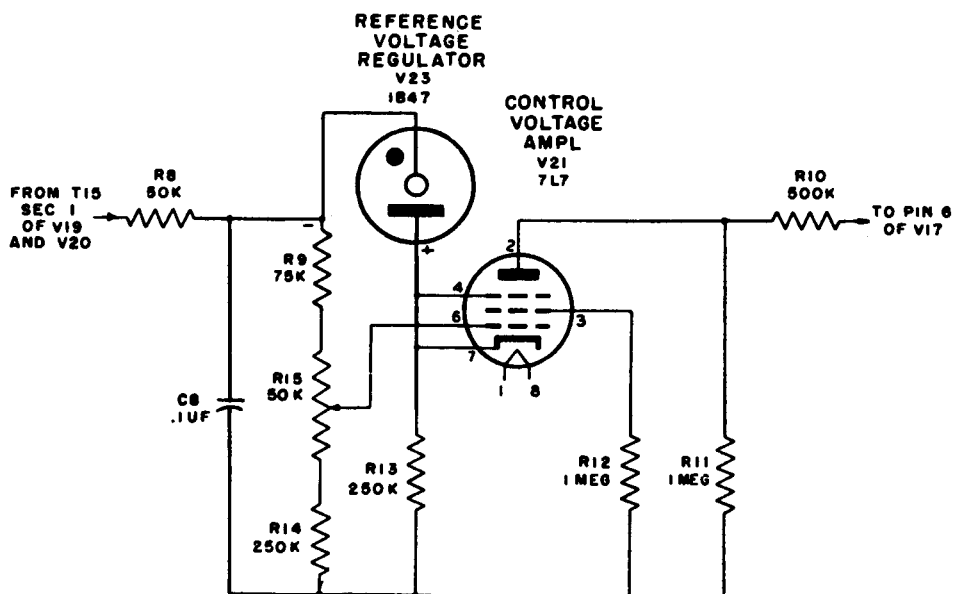 REFERENCE
VOLTAGE
REGULATOR
V23
1B47
CONTROL
VOLTAGE
AMPL
V21
7L7
R8
50K
FROM T15
SEC 1
OF V19
AND V20
R10
500K
TO PIN 6
OF V17
-
+
2
R9
75K
4
6
3
7
1 8
R15
50K
C8
.1UF
R13
250K
R12
1 MEG
R11
1 MEG
R14
250K